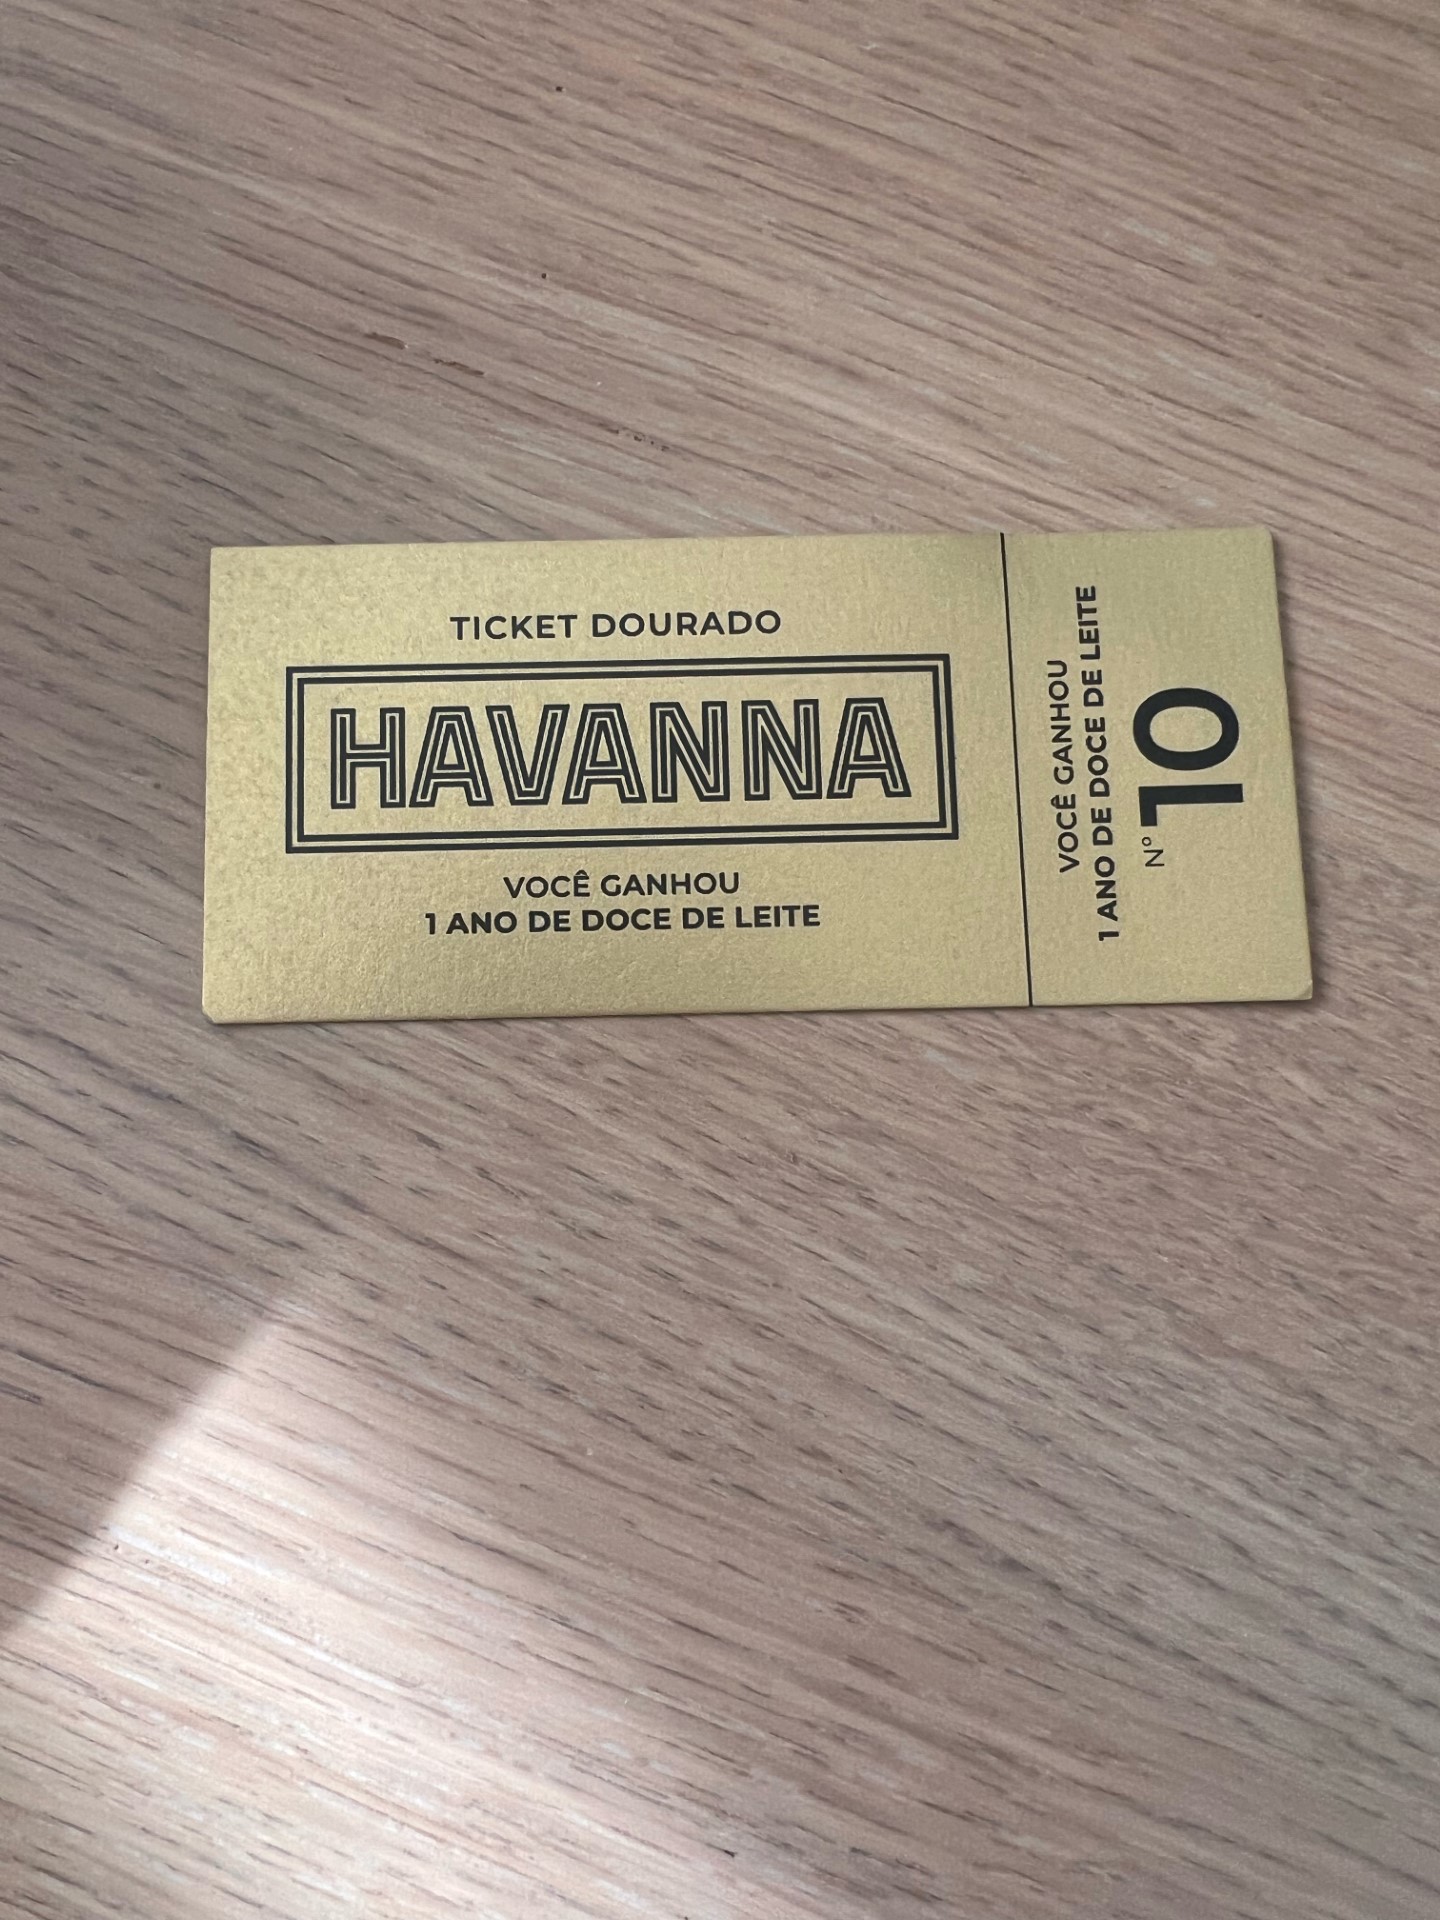 TICKET DOURADO
HAVANNA
VOCÊ GANHOU
1 ANO DE DOCE DE LEITE
VOCÊ GANHOU
1 ANO DE DOCE DE LEITE
Nº 10